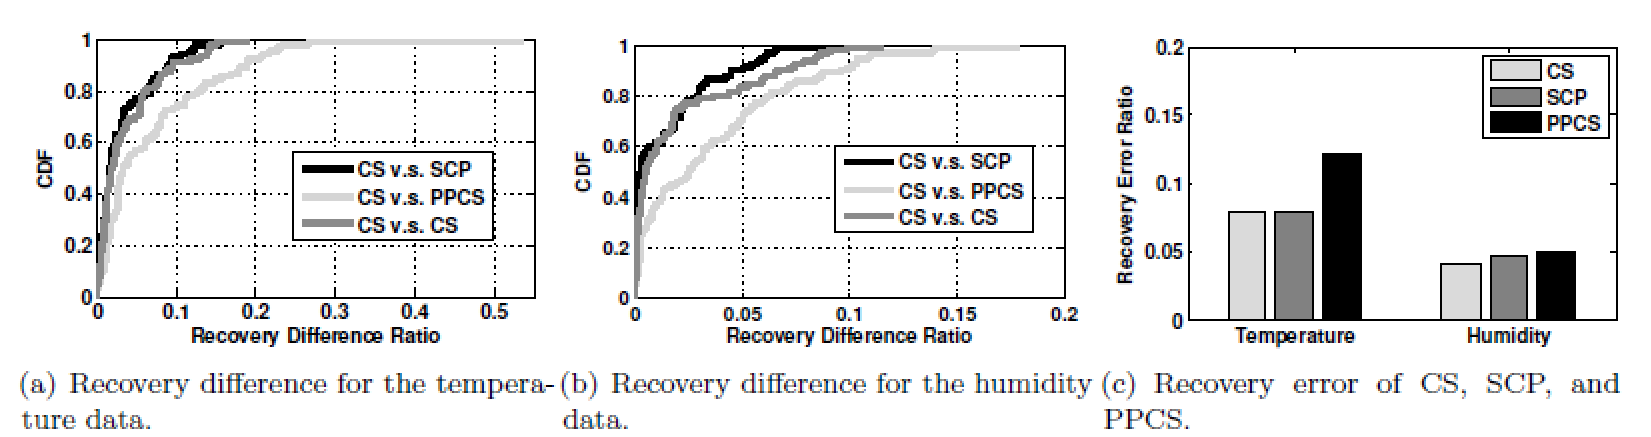 1
0.8
0.6
0.4
0.2
0
CDF
CS v.s. SCP
CS v.s. PPCS
CS v.s. CS
0 0.1 0.2 0.3 0.4 0.5
Recovery Difference Ratio
(a) Recovery difference for the tempera-
ture data.
1
0.8
0.6
0.4
0.2
0
CDF
CS v.s. SCP
CS vs. PPCS
CS v.s. CS
0 0.05 0.1 0.15 0.2
Recovery Difference Ratio
(b) Recovery difference for the humidity
data.
0.2
0.15
0.1
0.05
0
Recovery Error Ratio
CS
SCP
PPCS
Temperature Humidity
(c) Recovery error of CS, SCP, and
PPCS.